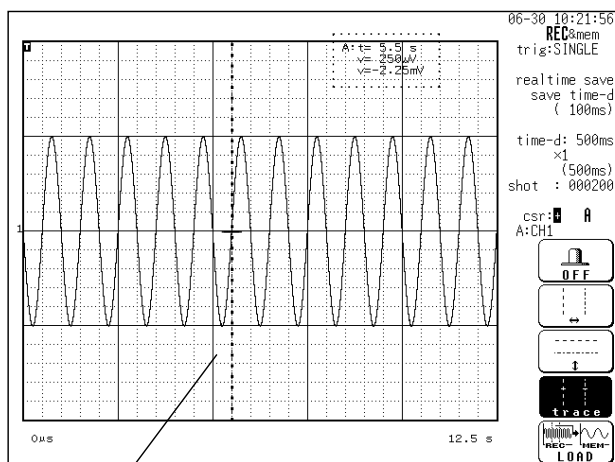 06-30 10:21:56
REC&mem
trig:SINGLE
T
A:t= 5.5 s
v= 250µV
v=-2.25mV
realtime save
save time-d
( 100ms)
time-d: 500ms
×1
(500ms)
shot : 000200
csr:+ A
A:CH1
1
OFF
trace
0µs
12.5 s
REC→MEM
LOAD